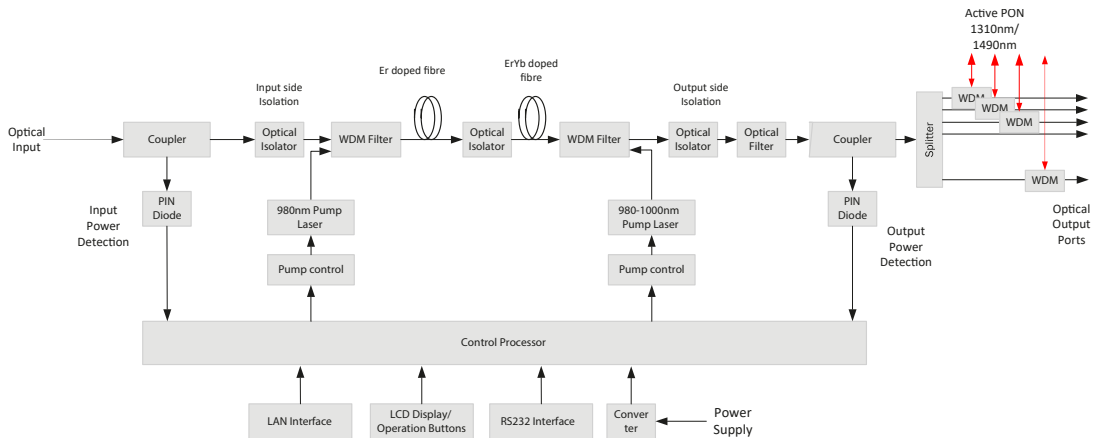 Active PON
1310nm/
1490nm
Er doped fibre
ErYb doped
fibre
Input side
Isolation
Output side
Isolation
Optical
Input
Coupler
Optical
Isolator
WDM Filter
Optical
Isolator
WDM Filter
Optical
Isolator
Optical
Filter
Coupler
Splitter
WDM
WDM
WDM
WDM
PIN
Diode
Input
Power
Detection
980nm Pump
Laser
980-1000nm
Pump Laser
PIN
Diode
Output
Power
Detection
Optical
Output
Ports
Pump control
Pump control
Control Processor
LAN Interface
LCD Display/
Operation Buttons
RS232 Interface
Conver
ter
Power
Supply